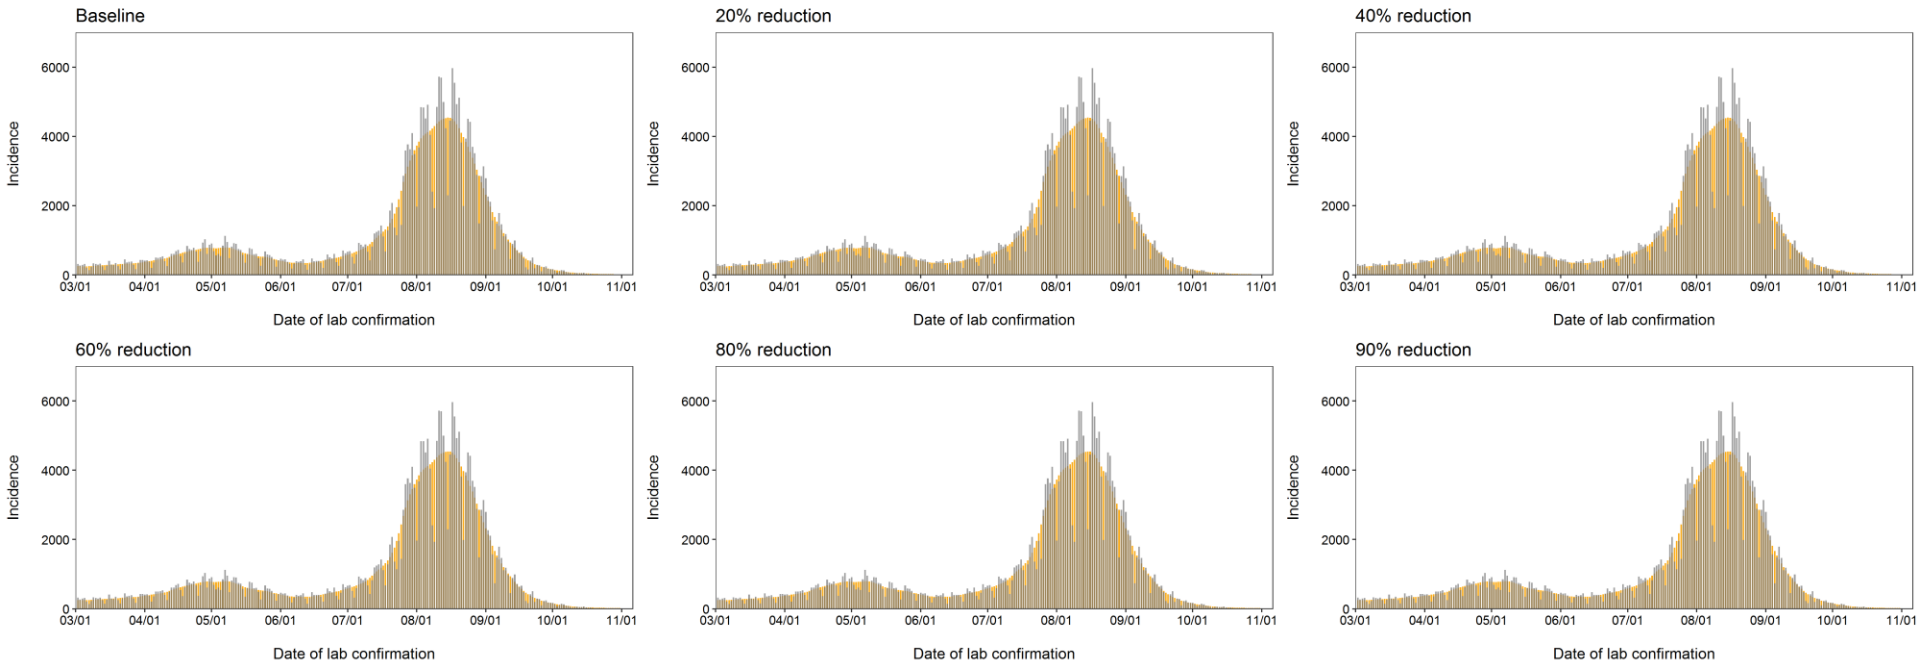 Baseline
20% reduction
40% reduction
Incidence
6000
4000
2000
0
03/01 04/01 05/01 06/01 07/01 08/01 09/01 10/01 11/01
Date of lab confirmation
Incidence
6000
4000
2000
0
03/01 04/01 05/01 06/01 07/01 08/01 09/01 10/01 11/01
Date of lab confirmation
Incidence
6000
4000
2000
0
03/01 04/01 05/01 06/01 07/01 08/01 09/01 10/01 11/01
Date of lab confirmation
60% reduction
80% reduction
90% reduction
Incidence
6000
4000
2000
0
03/01 04/01 05/01 06/01 07/01 08/01 09/01 10/01 11/01
Date of lab confirmation
Incidence
6000
4000
2000
0
03/01 04/01 05/01 06/01 07/01 08/01 09/01 10/01 11/01
Date of lab confirmation
Incidence
6000
4000
2000
0
03/01 04/01 05/01 06/01 07/01 08/01 09/01 10/01 11/01
Date of lab confirmation